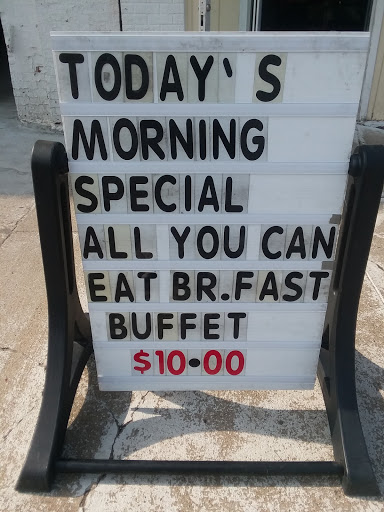 TODAY'S
MORNING
SPECIAL
ALL YOU CAN
EAT BR.FAST
BUFFET
$10•00